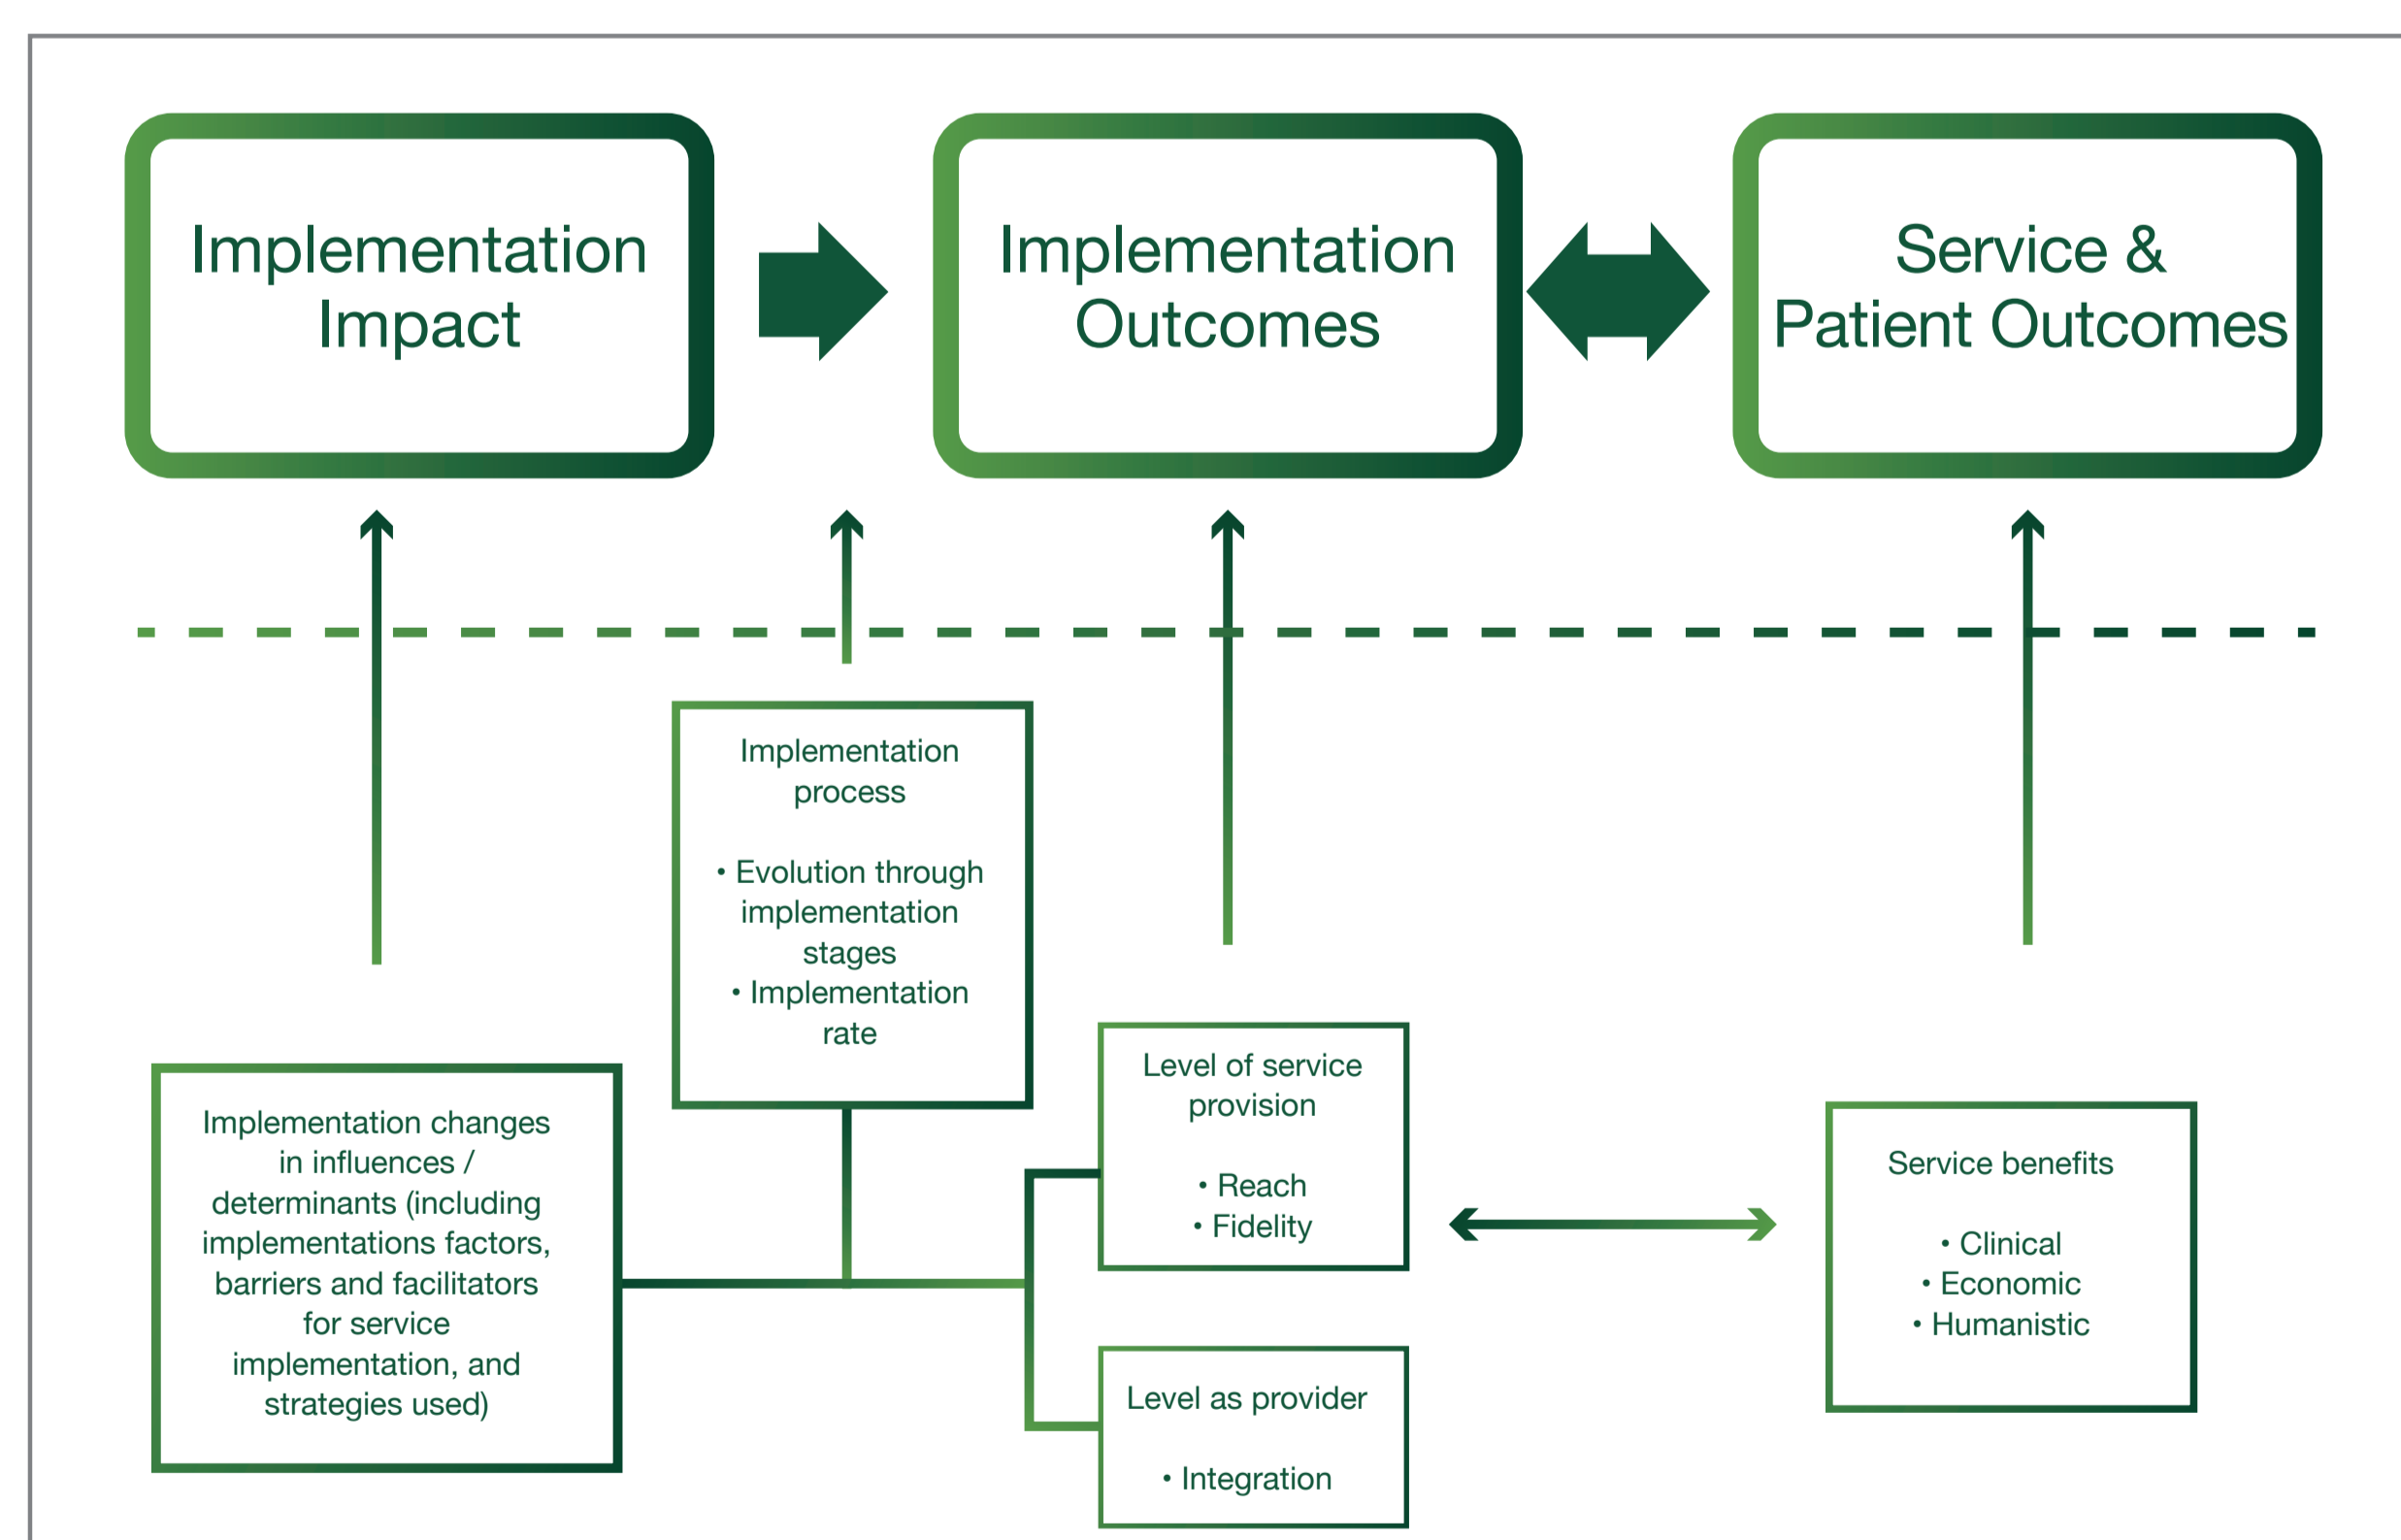 Implementation
Impact
Implementation
Outcomes
Service &
Patient Outcomes
Implementation
process
• Evolution through
implementation
stages
• Implementation
rate
Implementation changes
in influences /
determinants (including
implementations factors,
barriers and facilitators
for service
implementation, and
strategies used)
Level of service
provision
• Reach
• Fidelity
Level as provider
• Integration
Service benefits
• Clinical
• Economic
• Humanistic